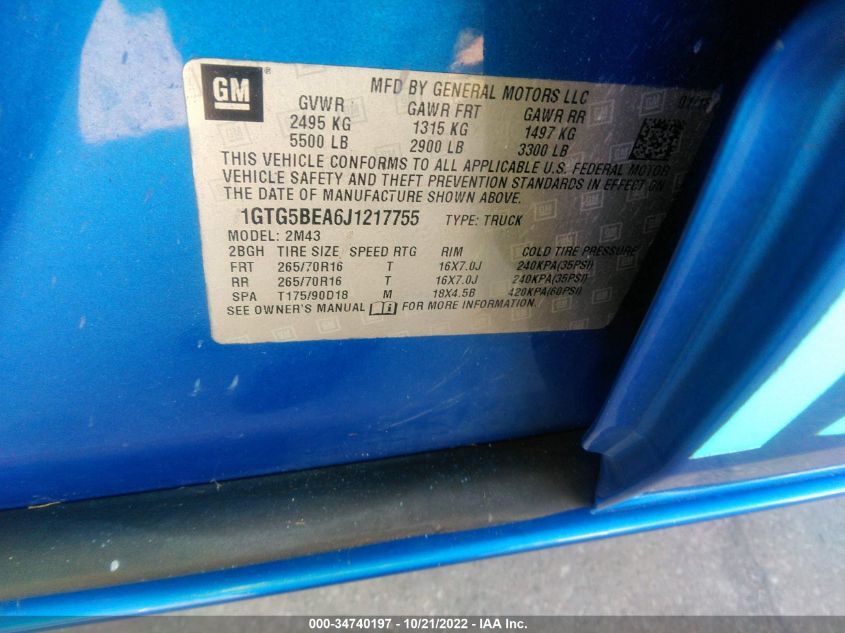 GM
MFD BY GENERAL MOTORS LLC
GVWR GAWR FRT GAWR RR
2495 KG 1315 KG 1497 KG
5500 LB 2900 LB 3300 LB
THIS VEHICLE CONFORMS TO ALL APPLICABLE U.S. FEDERAL MOTOR
VEHICLE SAFETY AND THEFT PREVENTION STANDARDS IN EFFECT ON
THE DATE OF MANUFACTURE SHOWN ABOVE.
1GTG5BEA6J1217755 TYPE: TRUCK
MODEL: 2M43
2BGH TIRE SIZE SPEED RTG RIM COLD TIRE PRESSURE
FRT 265/70R16 T 16X7.0J 240KPA(35PSI)
RR 265/70R16 T 16X7.0J 240KPA(35PSI)
SPA T175/90D18 M 18X4.5B 420KPA(60PSI)
SEE OWNER'S MANUAL FOR MORE INFORMATION.
000-34740197 - 10/21/2022 - IAA Inc.